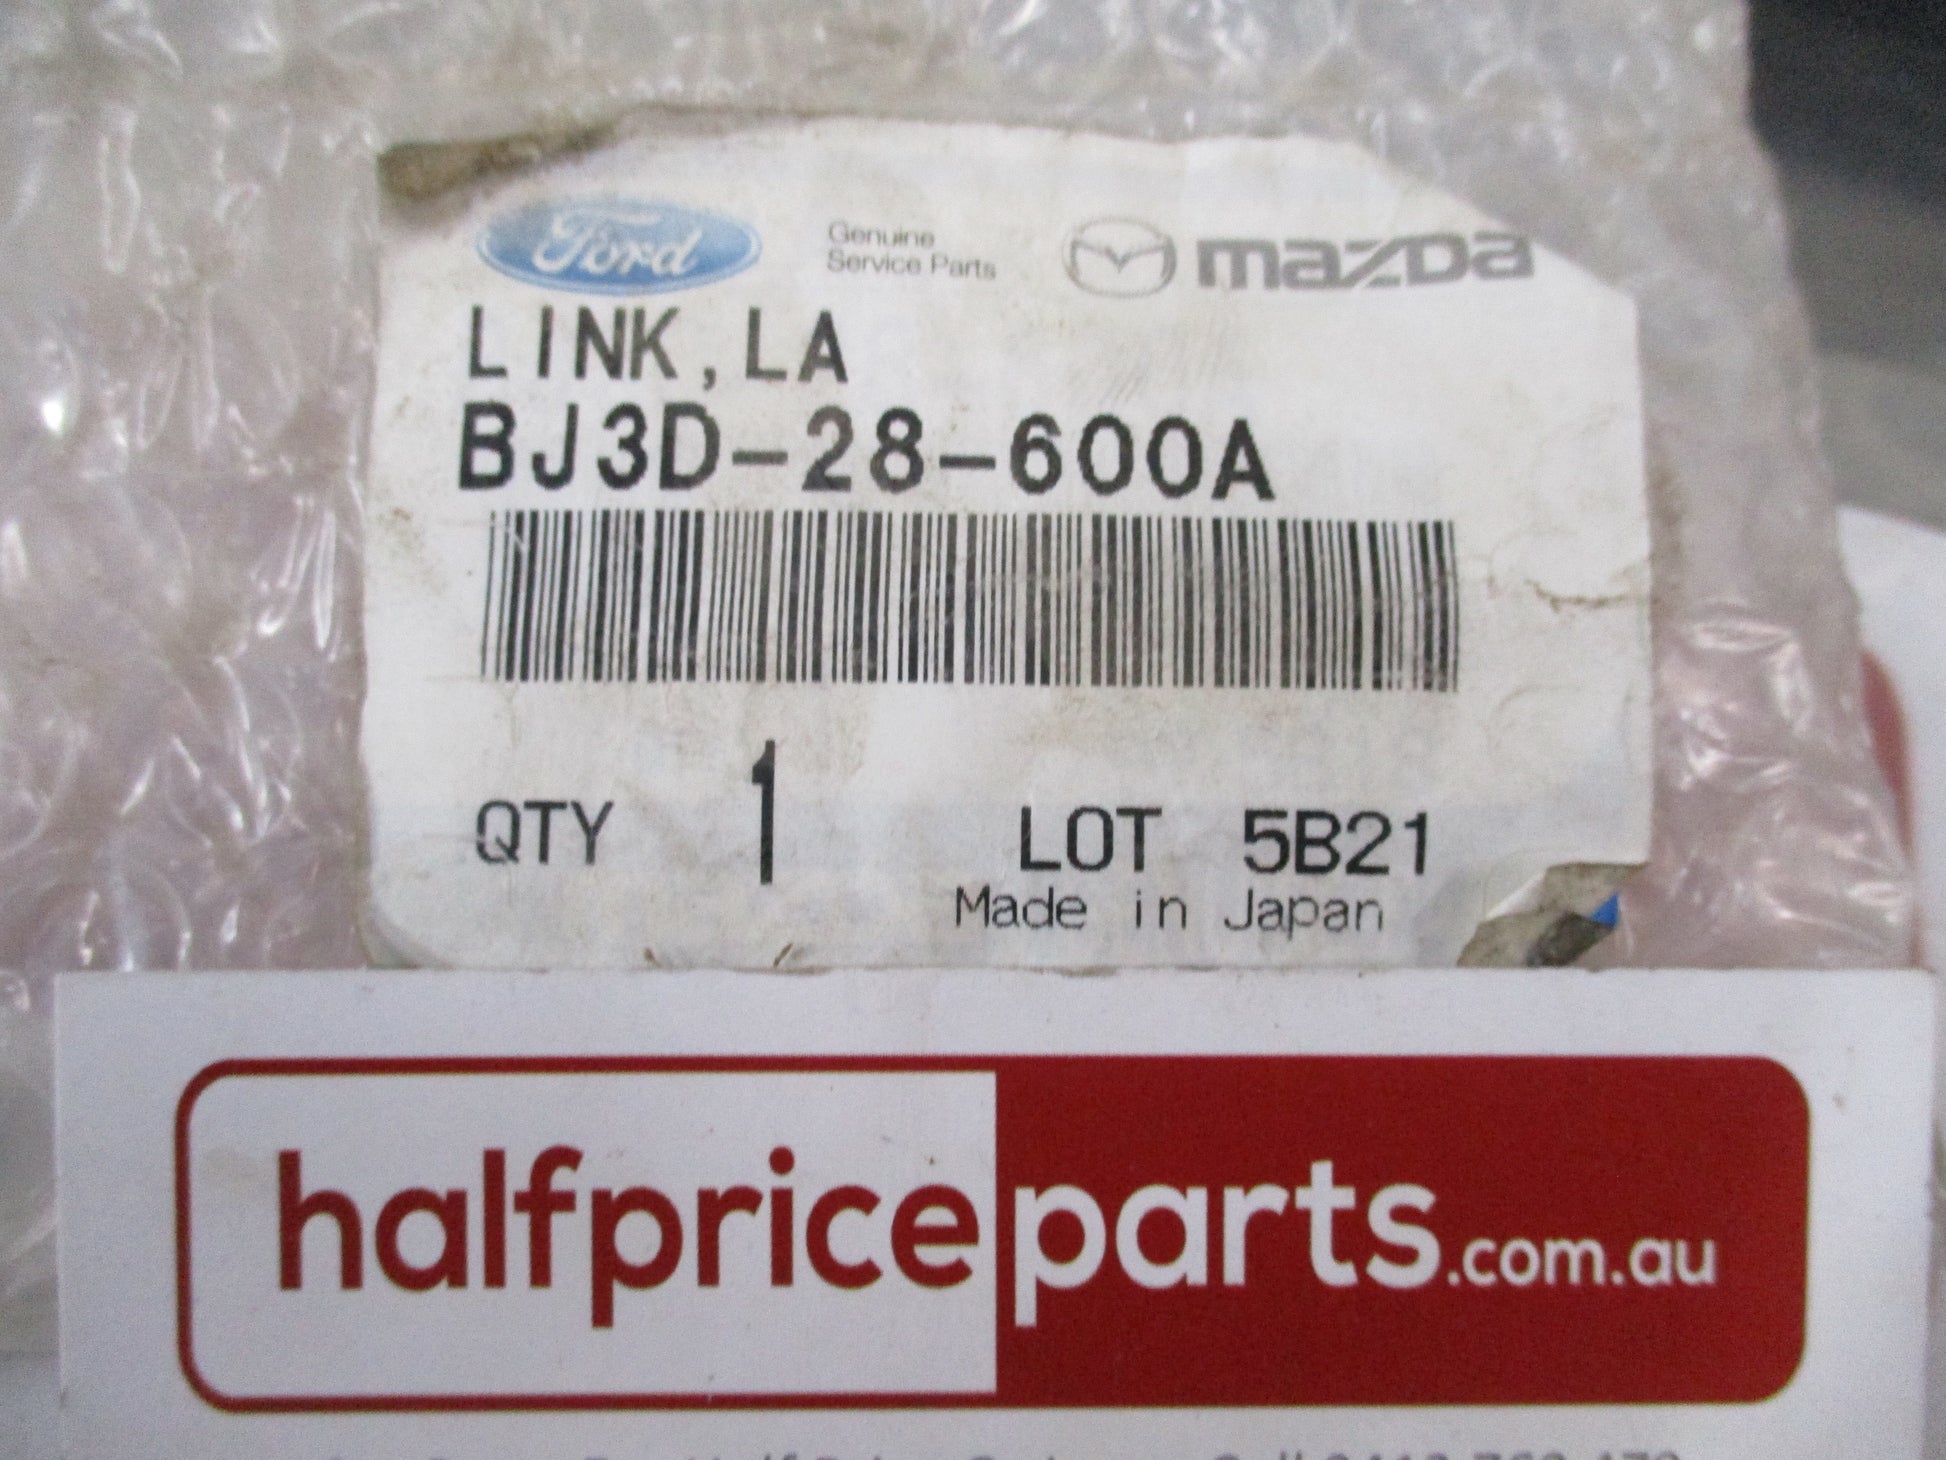 Ford
Genuine
Service Parts
mazda
LINK, LA
BJ3D-28-600A
QTY 1 LOT 5B21
Made in Japan
halfpriceparts.com.au